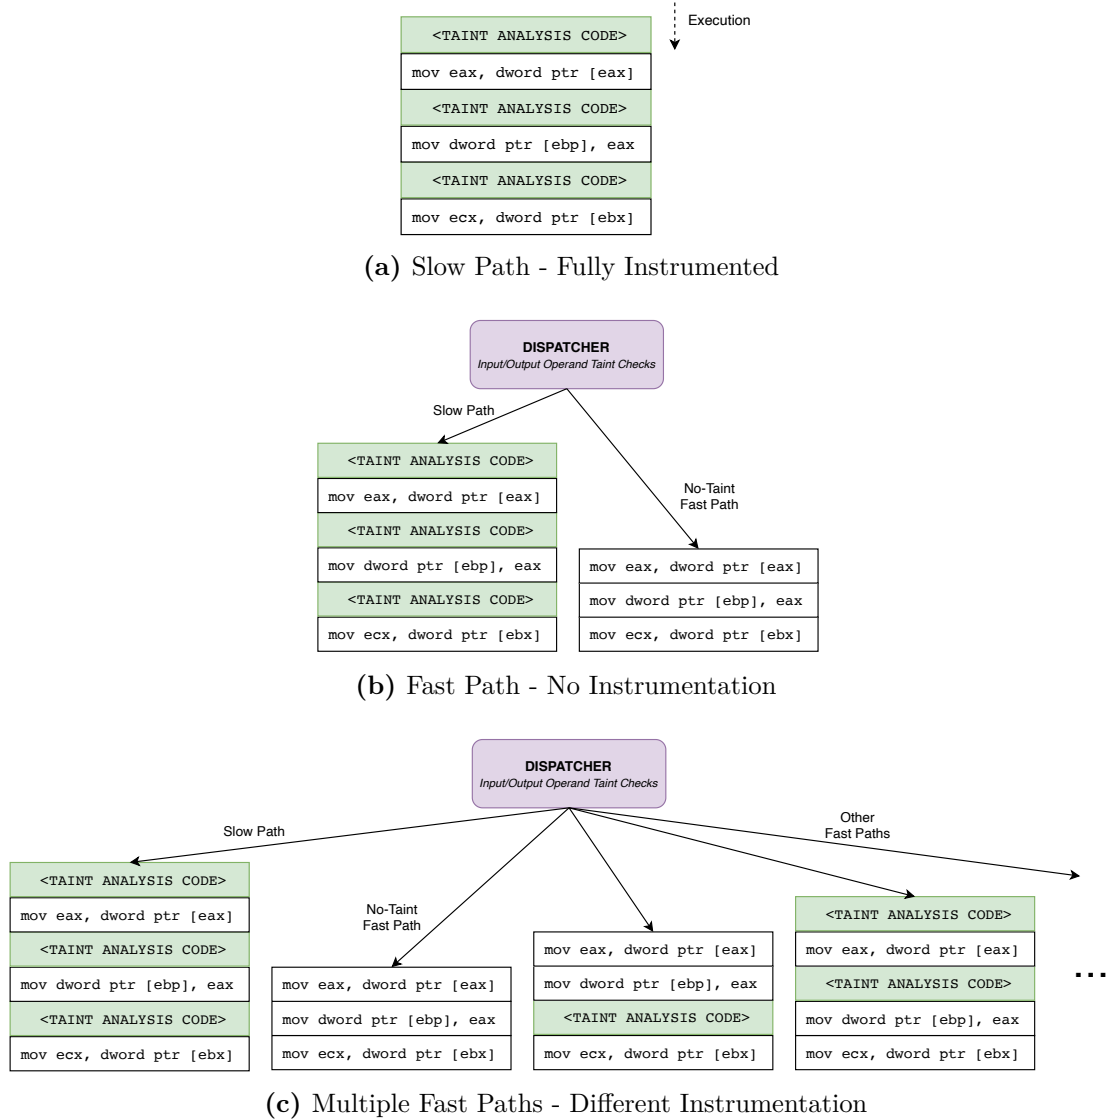 Execution
<TAINT ANALYSIS CODE>
mov eax, dword ptr [eax]
<TAINT ANALYSIS CODE>
mov dword ptr [ebp], eax
<TAINT ANALYSIS CODE>
mov ecx, dword ptr [ebx]
(a) Slow Path - Fully Instrumented
DISPATCHER
Input/Output Operand Taint Checks
Slow Path
<TAINT ANALYSIS CODE>
mov eax, dword ptr [eax]
<TAINT ANALYSIS CODE>
mov dword ptr [ebp], eax
<TAINT ANALYSIS CODE>
mov ecx, dword ptr [ebx]
No-Taint
Fast Path
mov eax, dword ptr [eax]
mov dword ptr [ebp], eax
mov ecx, dword ptr [ebx]
(b) Fast Path - No Instrumentation
DISPATCHER
Input/Output Operand Taint Checks
Slow Path
<TAINT ANALYSIS CODE>
mov eax, dword ptr [eax]
<TAINT ANALYSIS CODE>
mov dword ptr [ebp], eax
<TAINT ANALYSIS CODE>
mov ecx, dword ptr [ebx]
No-Taint
Fast Path
mov eax, dword ptr [eax]
mov dword ptr [ebp], eax
mov ecx, dword ptr [ebx]
mov eax, dword ptr [eax]
mov dword ptr [ebp], eax
<TAINT ANALYSIS CODE>
mov ecx, dword ptr [ebx]
Other
Fast Paths
<TAINT ANALYSIS CODE>
mov eax, dword ptr [eax]
<TAINT ANALYSIS CODE>
mov dword ptr [ebp], eax
mov ecx, dword ptr [ebx]
...
(c) Multiple Fast Paths - Different Instrumentation